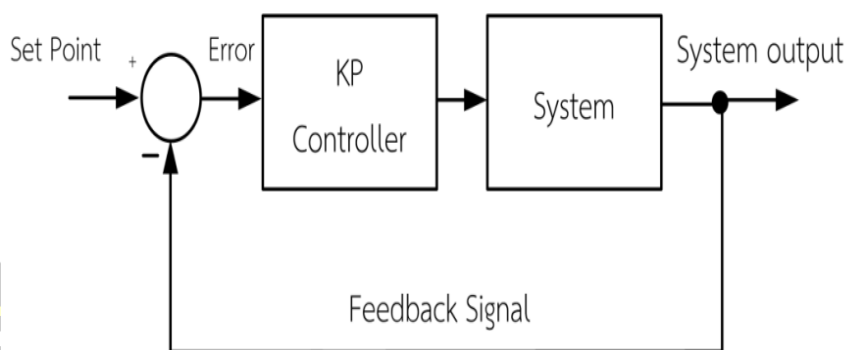 Set Point
+
Error
KP
Controller
System
System output
−
Feedback Signal